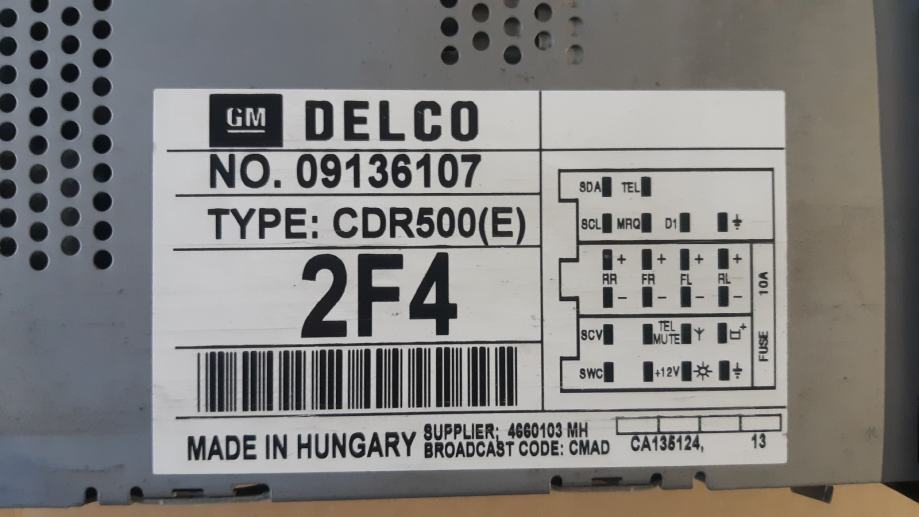 GM DELCO
NO. 09136107
TYPE: CDR500(E)
2F4
SDA TEL
SCL MRQ D1
+ + + +
RR FR FL RL
- - - -
10A
FUSE
SCV TEL MUTE +
SWC +12V
MADE IN HUNGARY
SUPPLIER: 4660103 MH
BROADCAST CODE: CMAD
CA135124, 13